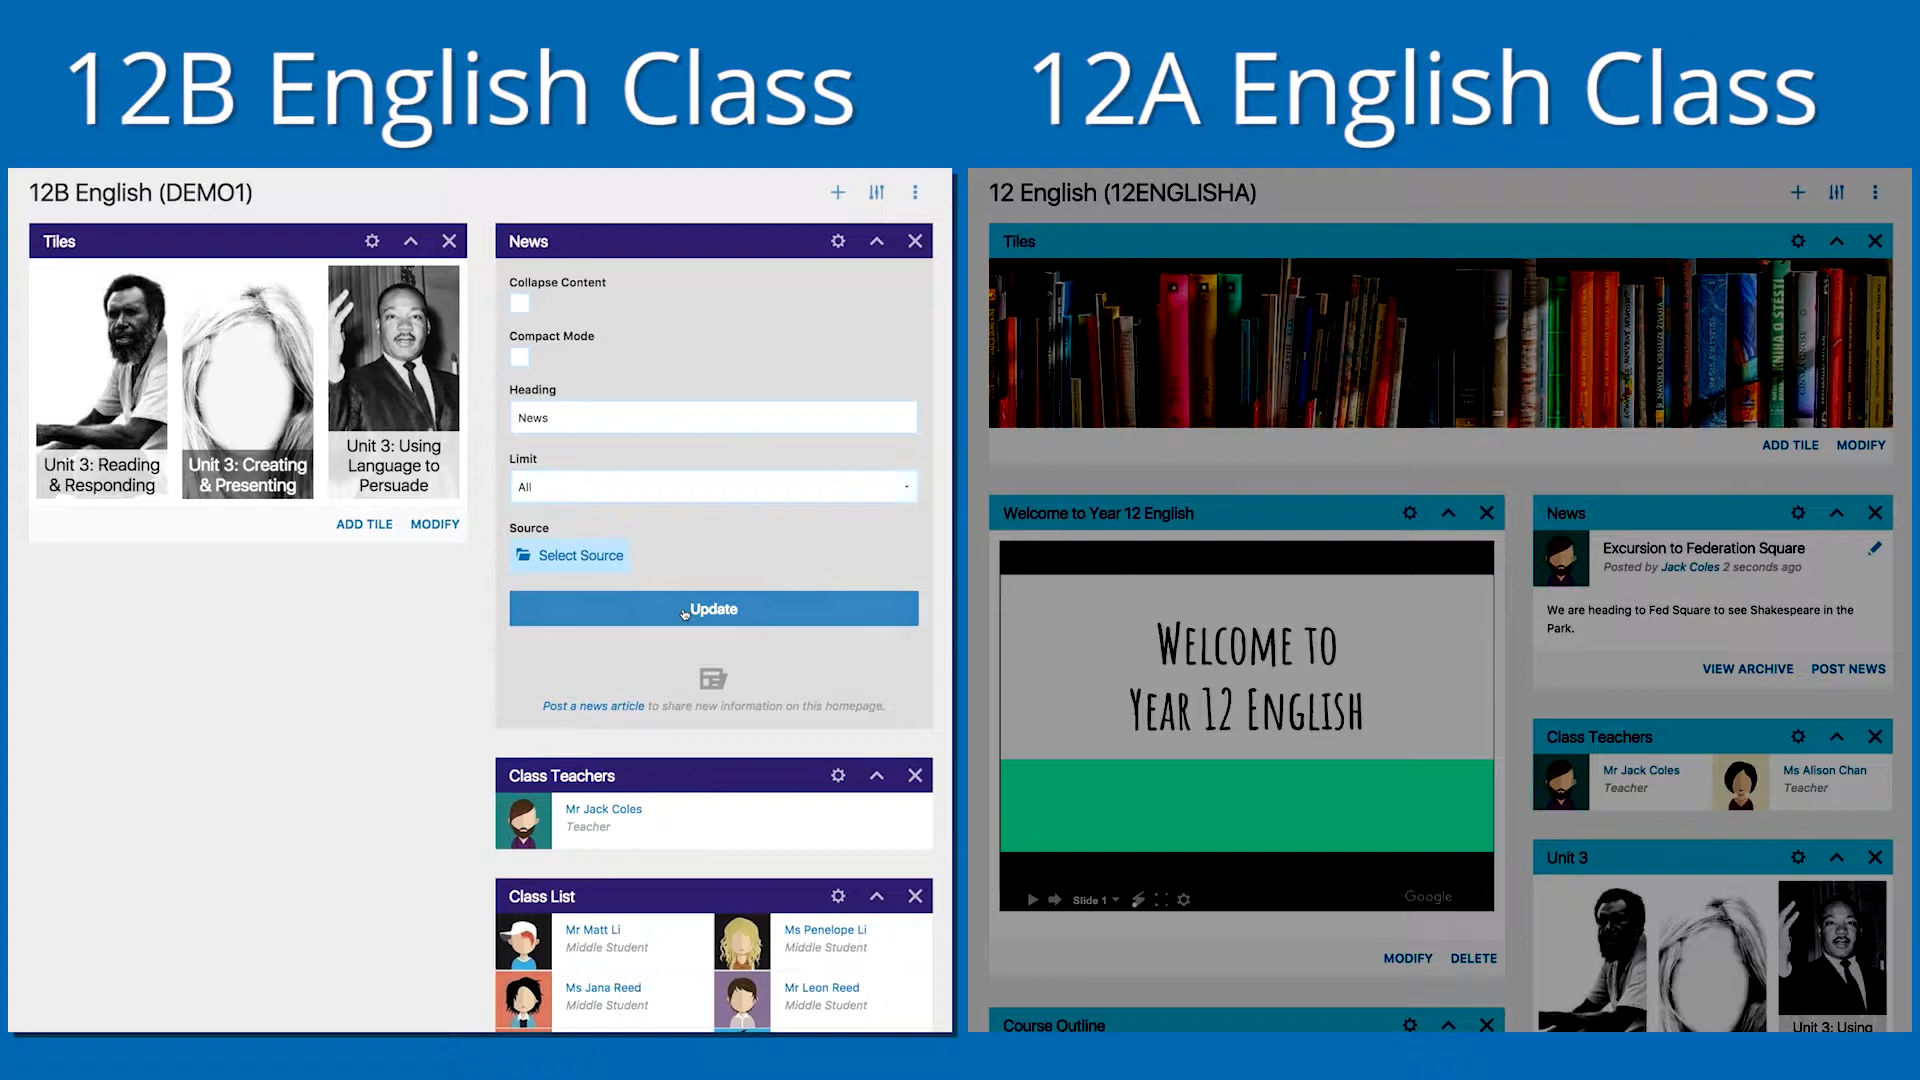 12B English Class
12A English Class
12B English (DEMO1)
Tiles
Unit 3: Reading
& Responding
Unit 3: Creating
& Presenting
Unit 3: Using
Language to
Persuade
ADD TILE MODIFY
News
Collapse Content
Compact Mode
Heading
News
Limit
All
Source
Select Source
Update
Post a news article to share new information on this homepage.
Class Teachers
Mr Jack Coles
Teacher
Class List
Mr Matt Li
Middle Student
Ms Penelope Li
Middle Student
Ms Jana Reed
Middle Student
Mr Leon Reed
Middle Student
12 English (12ENGLISHA)
Tiles
KNIHA O ŠTĚSTÍ
ADD TILE MODIFY
Welcome to Year 12 English
WELCOME TO
YEAR 12 ENGLISH
Slide 1
Google
MODIFY DELETE
Course Outline
News
Excursion to Federation Square
Posted by Jack Coles 2 seconds ago
We are heading to Fed Square to see Shakespeare in the
Park.
VIEW ARCHIVE POST NEWS
Class Teachers
Mr Jack Coles
Teacher
Ms Alison Chan
Teacher
Unit 3
Unit 3: Using